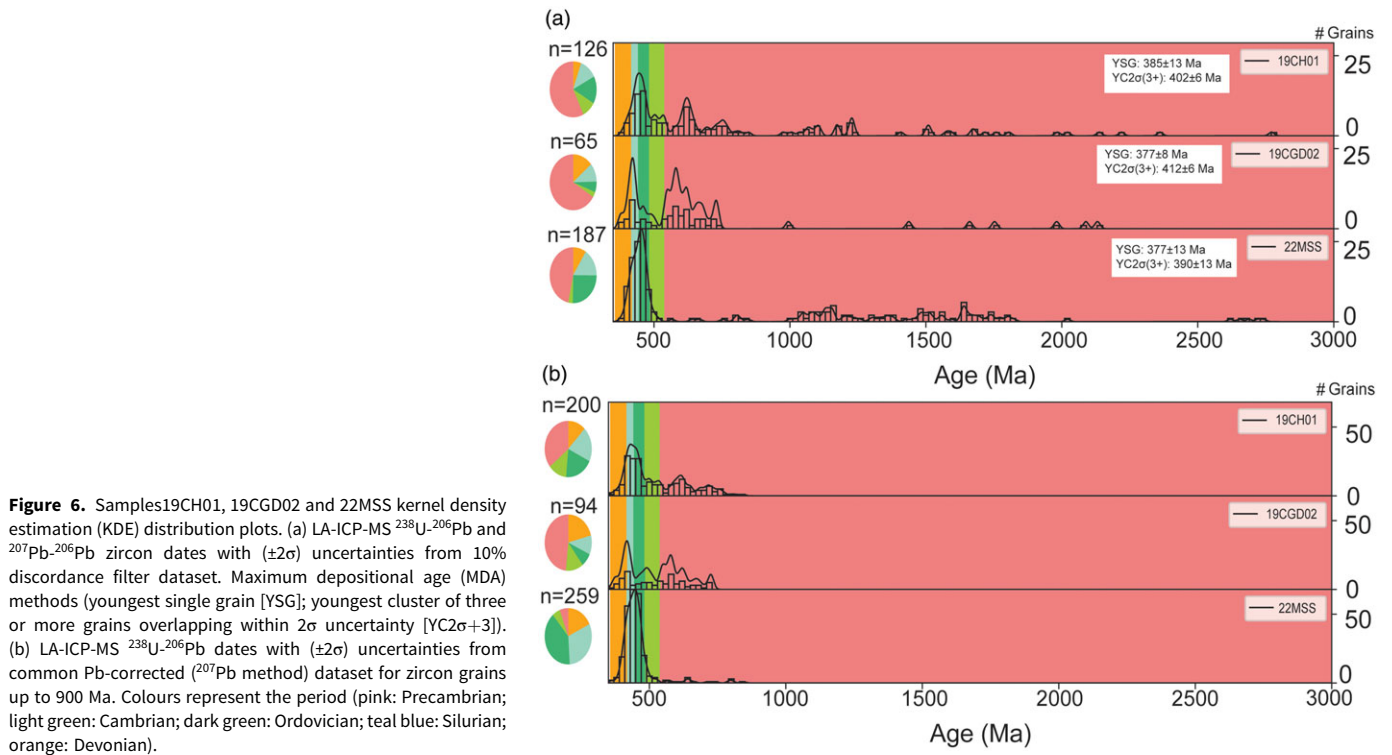 (a)
# Grains
n=126
YSG: 385±13 Ma
YC2σ(3+): 402±6 Ma
19CH01
25
0
n=65
YSG: 377±8 Ma
YC2σ(3+): 412±6 Ma
19CGD02
25
0
n=187
YSG: 377±13 Ma
YC2σ(3+): 390±13 Ma
22MSS
25
0
500 1000 1500 2000 2500 3000
Age (Ma)
(b)
# Grains
n=200
19CH01
50
0
n=94
19CGD02
50
0
n=259
22MSS
50
0
500 1000 1500 2000 2500 3000
Age (Ma)
Figure 6. Samples19CH01, 19CGD02 and 22MSS kernel density
estimation (KDE) distribution plots. (a) LA-ICP-MS ²³⁸U-²⁰⁶Pb and
²⁰⁷Pb-²⁰⁶Pb zircon dates with (±2σ) uncertainties from 10%
discordance filter dataset. Maximum depositional age (MDA)
methods (youngest single grain [YSG]; youngest cluster of three
or more grains overlapping within 2σ uncertainty [YC2σ+3]).
(b) LA-ICP-MS ²³⁸U-²⁰⁶Pb dates with (±2σ) uncertainties from
common Pb-corrected (²⁰⁷Pb method) dataset for zircon grains
up to 900 Ma. Colours represent the period (pink: Precambrian;
light green: Cambrian; dark green: Ordovician; teal blue: Silurian;
orange: Devonian).